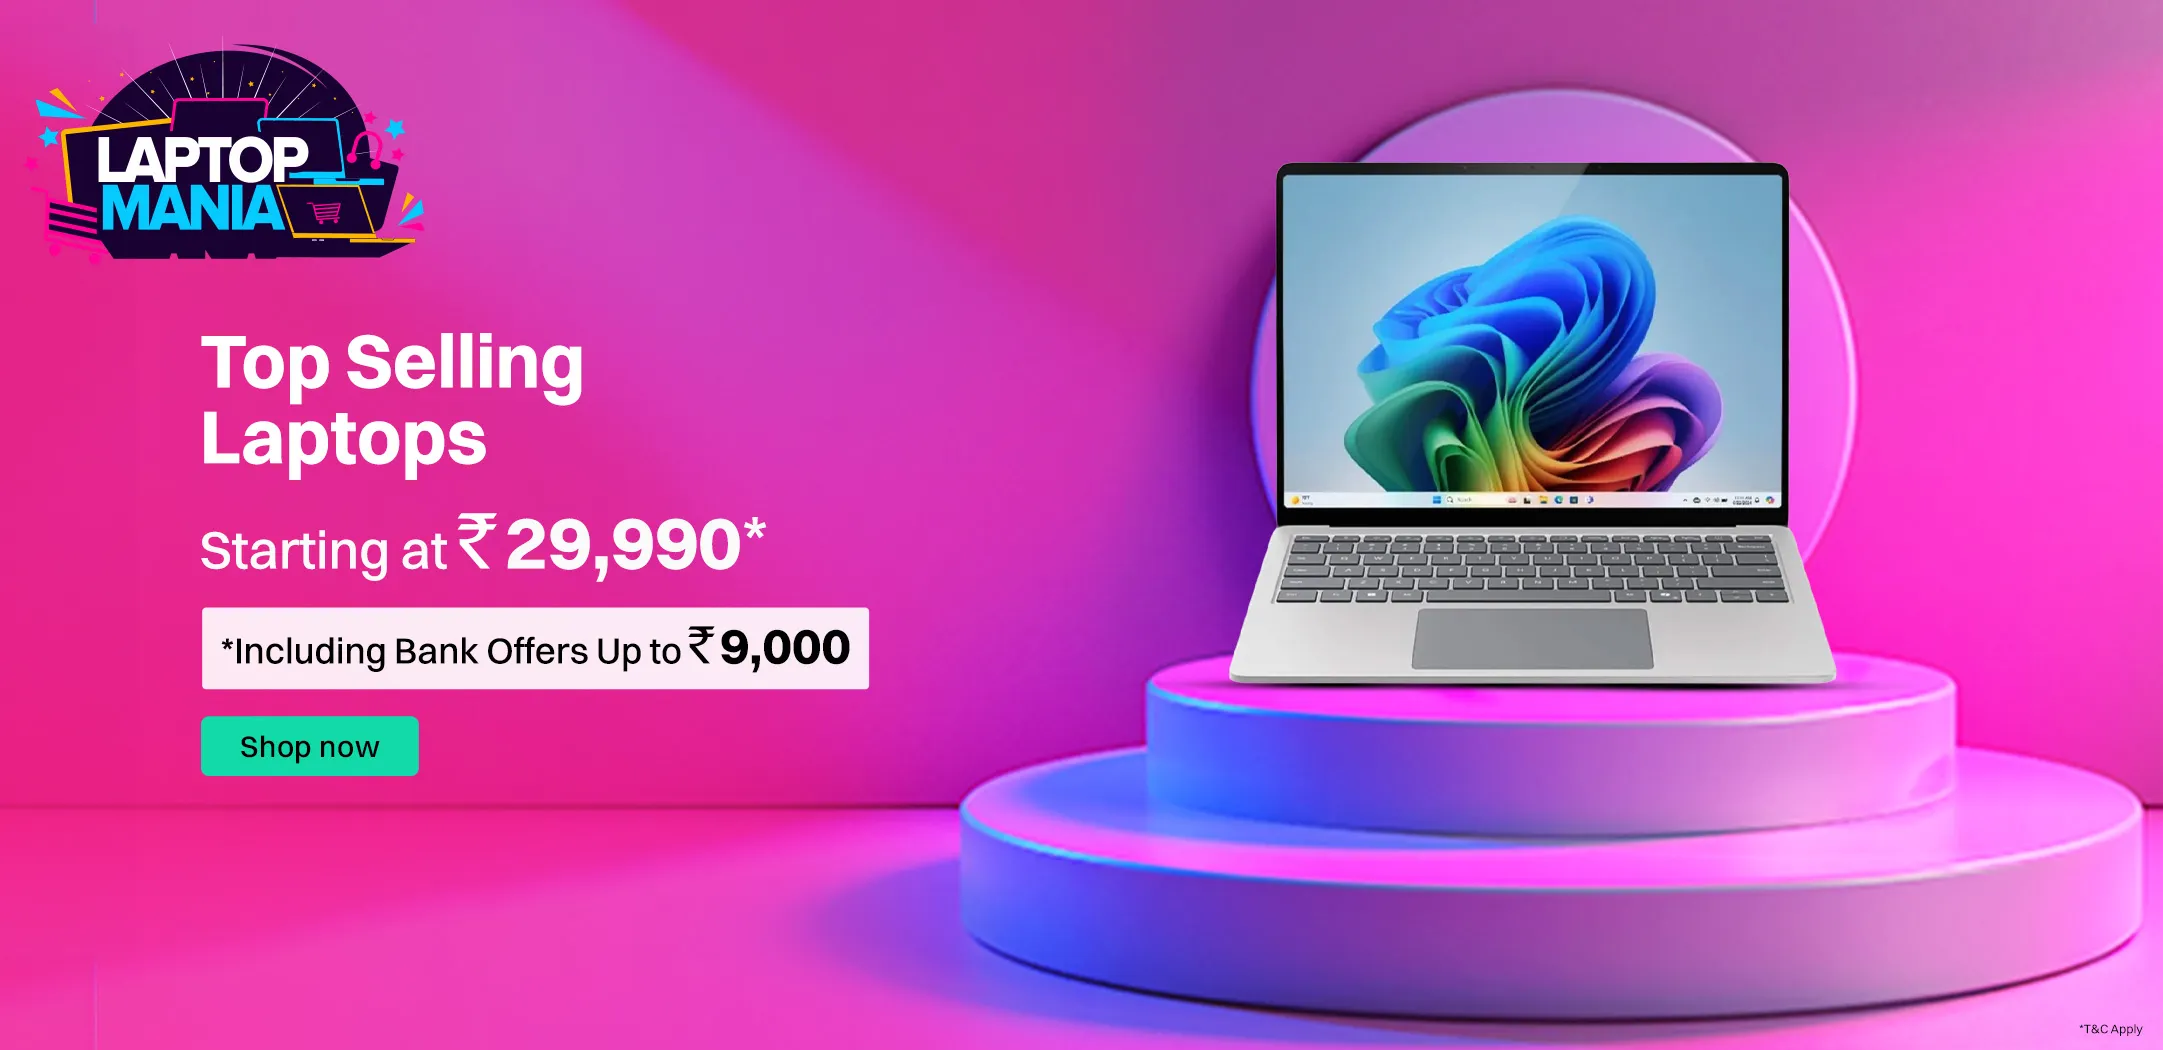 LAPTOP
MANIA
Top Selling
Laptops
Starting at ₹ 29,990*
*Including Bank Offers Up to ₹ 9,000
Shop now
*T&C Apply